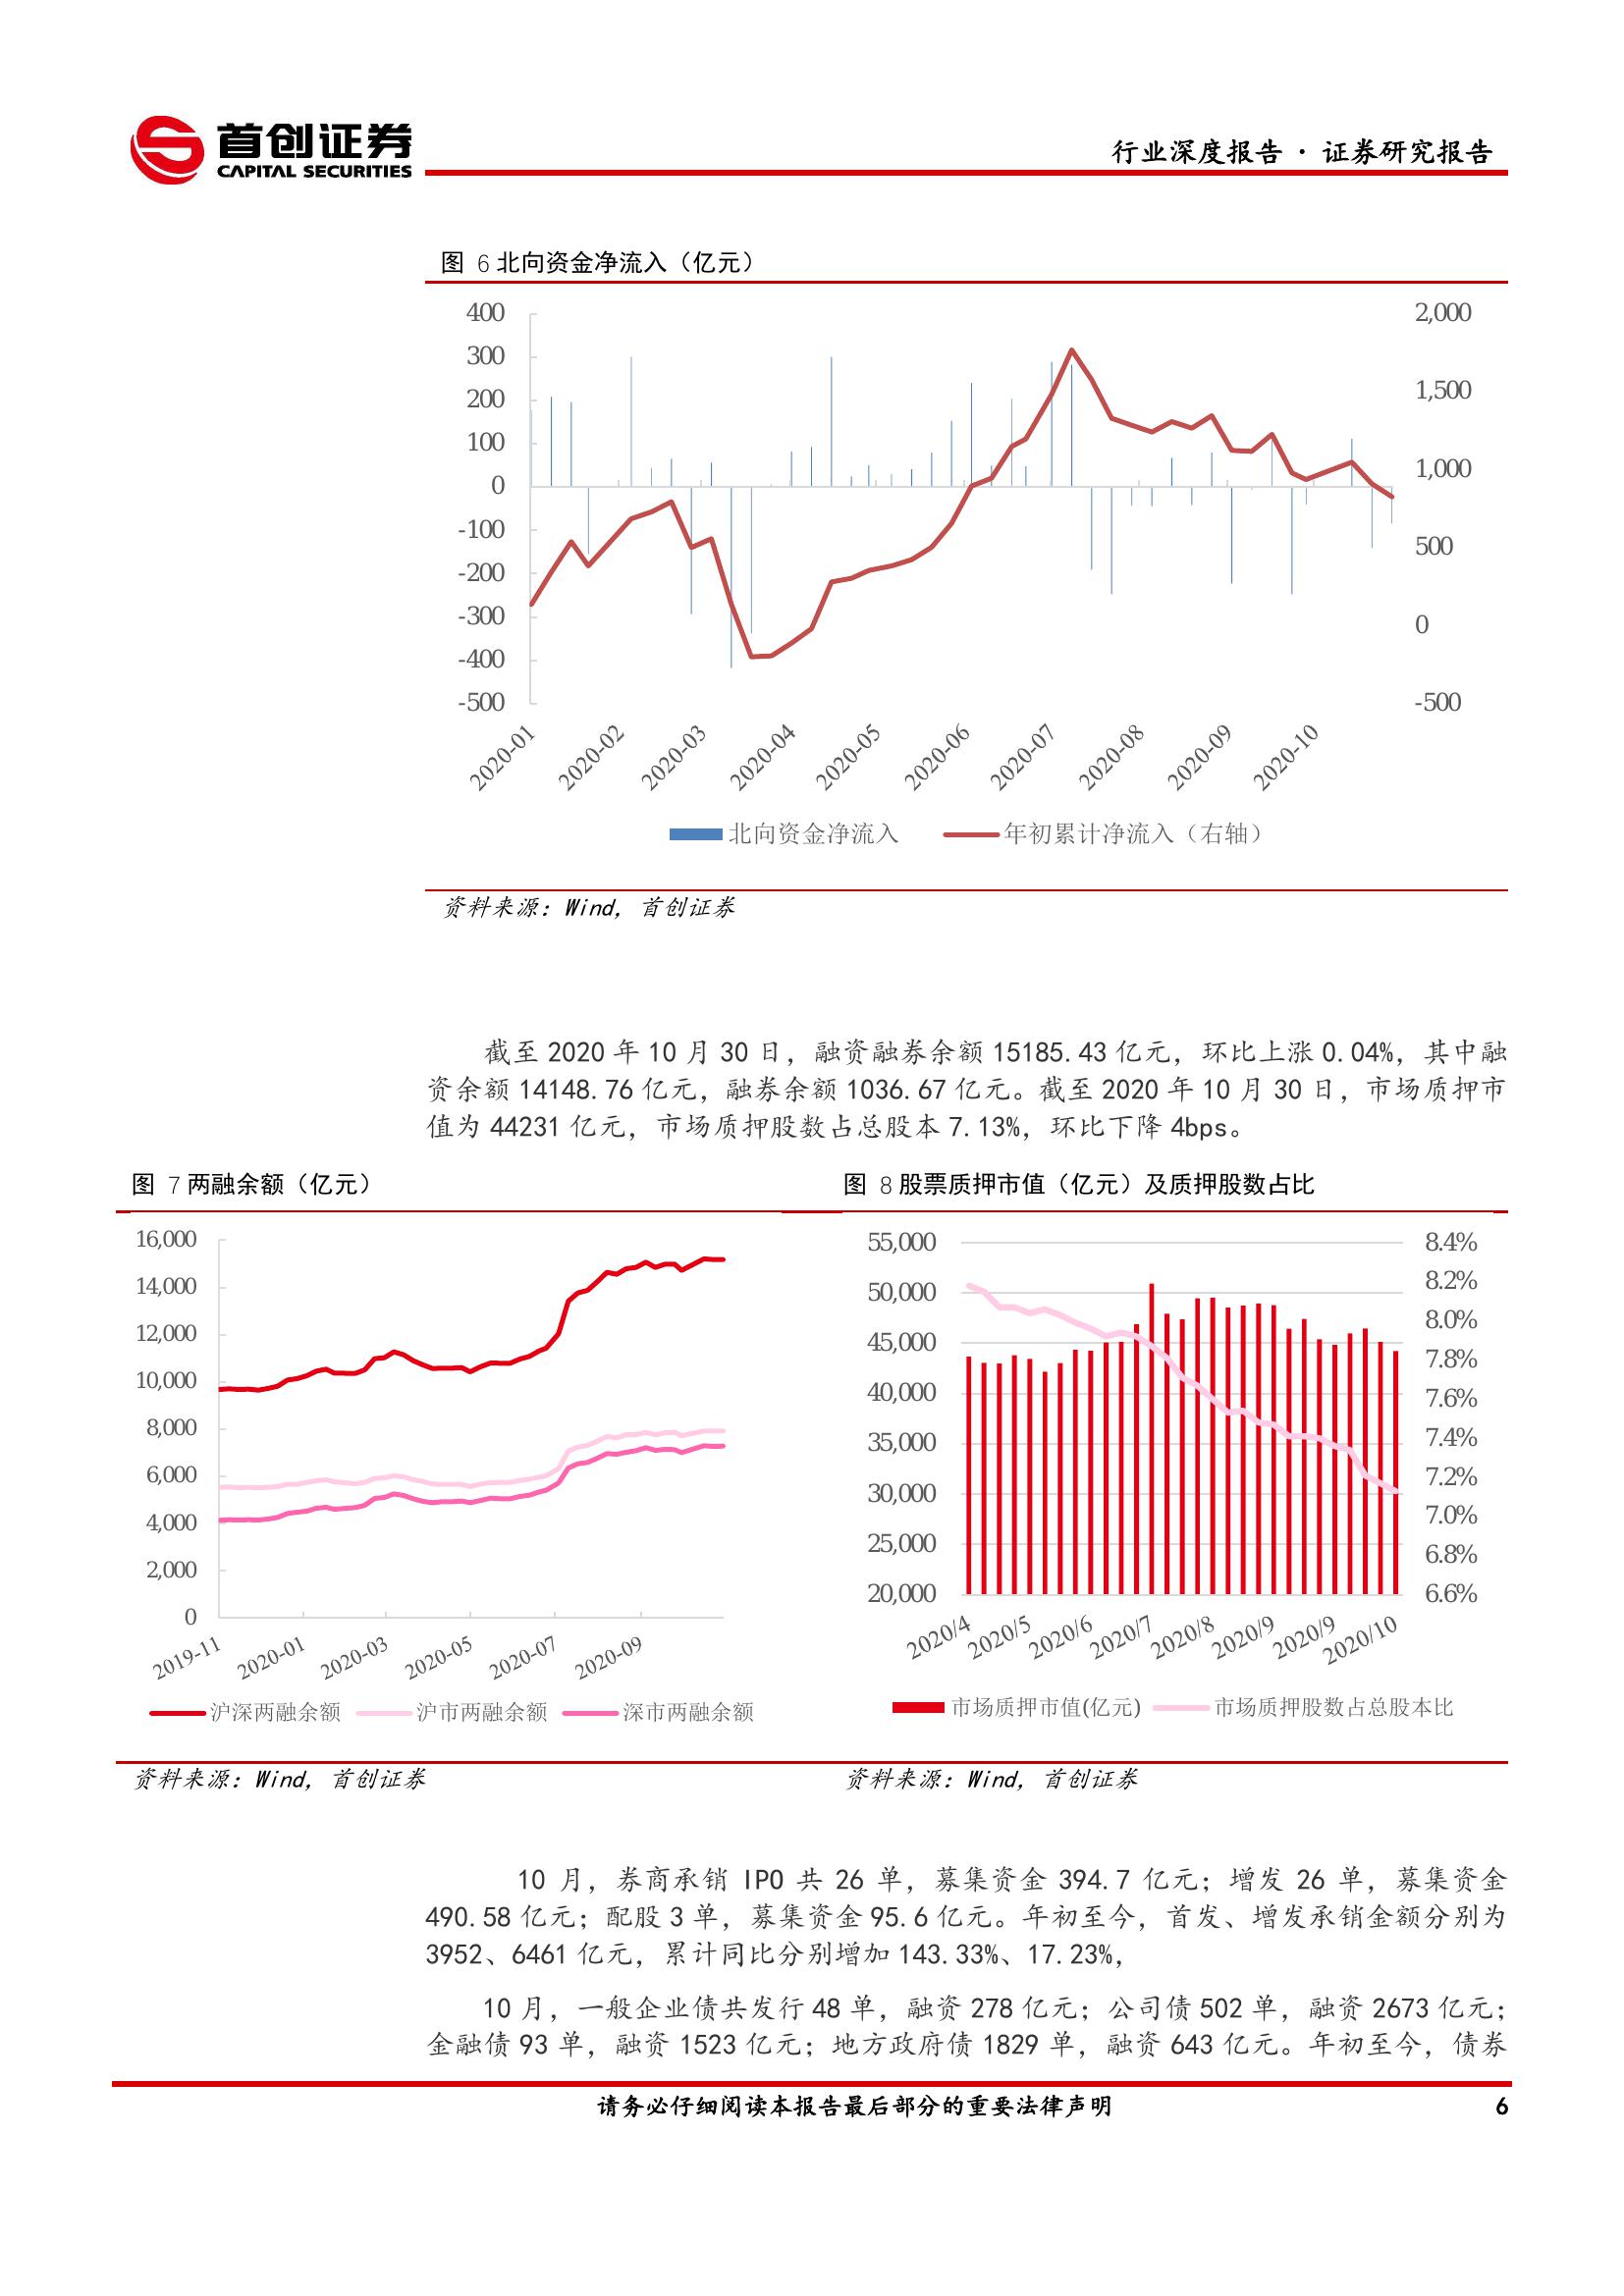 首创证券
CAPITAL SECURITIES
行业深度报告 · 证券研究报告
图 6 北向资金净流入（亿元）
400
300
200
100
0
-100
-200
-300
-400
-500
2,000
1,500
1,000
500
0
-500
2020-01
2020-02
2020-03
2020-04
2020-05
2020-06
2020-07
2020-08
2020-09
2020-10
北向资金净流入
年初累计净流入（右轴）
资料来源：Wind, 首创证券
截至 2020 年 10 月 30 日，融资融券余额 15185.43 亿元，环比上涨 0.04%，其中融
资余额 14148.76 亿元，融券余额 1036.67 亿元。截至 2020 年 10 月 30 日，市场质押市
值为 44231 亿元，市场质押股数占总股本 7.13%，环比下降 4bps。
图 7 两融余额（亿元）
16,000
14,000
12,000
10,000
8,000
6,000
4,000
2,000
0
2019-11
2020-01
2020-03
2020-05
2020-07
2020-09
沪深两融余额
沪市两融余额
深市两融余额
资料来源：Wind, 首创证券
图 8 股票质押市值（亿元）及质押股数占比
55,000
50,000
45,000
40,000
35,000
30,000
25,000
20,000
8.4%
8.2%
8.0%
7.8%
7.6%
7.4%
7.2%
7.0%
6.8%
6.6%
2020/4
2020/5
2020/6
2020/7
2020/8
2020/9
2020/9
2020/10
市场质押市值(亿元)
市场质押股数占总股本比
资料来源：Wind, 首创证券
10 月，券商承销 IPO 共 26 单，募集资金 394.7 亿元；增发 26 单，募集资金
490.58 亿元；配股 3 单，募集资金 95.6 亿元。年初至今，首发、增发承销金额分别为
3952、6461 亿元，累计同比分别增加 143.33%、17.23%，
10 月，一般企业债共发行 48 单，融资 278 亿元；公司债 502 单，融资 2673 亿元；
金融债 93 单，融资 1523 亿元；地方政府债 1829 单，融资 643 亿元。年初至今，债券
请务必仔细阅读本报告最后部分的重要法律声明
6